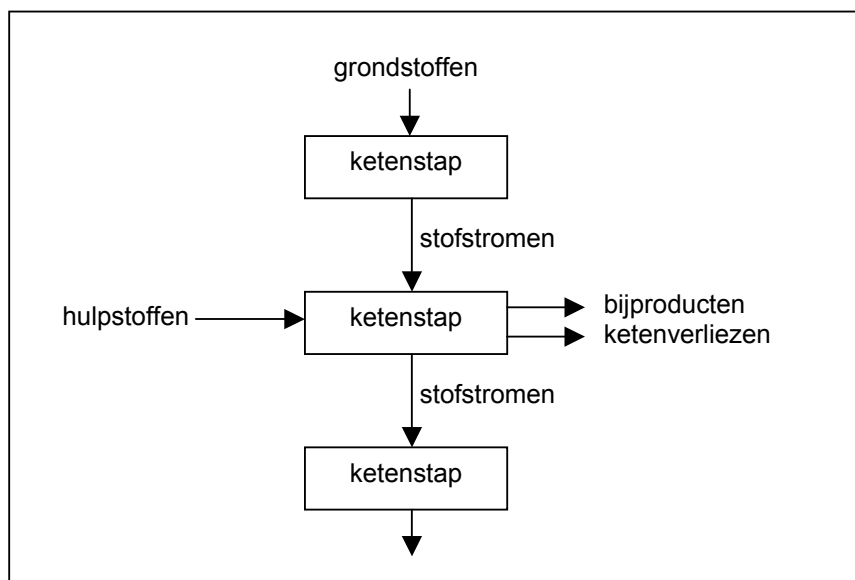 grondstoffen
ketenstap
stofstromen
hulpstoffen
ketenstap
bijproducten
ketenverliezen
stofstromen
ketenstap